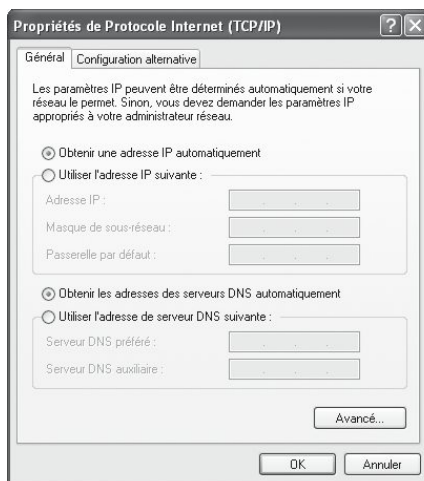 Propriétés de Protocole Internet (TCP/IP)
Général
Configuration alternative
Les paramètres IP peuvent être déterminés automatiquement si votre
réseau le permet. Sinon, vous devez demander les paramètres IP
appropriés à votre administrateur réseau.
Obtenir une adresse IP automatiquement
Utiliser l'adresse IP suivante :
Adresse IP :
Masque de sous-réseau :
Passerelle par défaut :
Obtenir les adresses des serveurs DNS automatiquement
Utiliser l'adresse de serveur DNS suivante :
Serveur DNS préféré :
Serveur DNS auxiliaire :
Avancé...
OK
Annuler